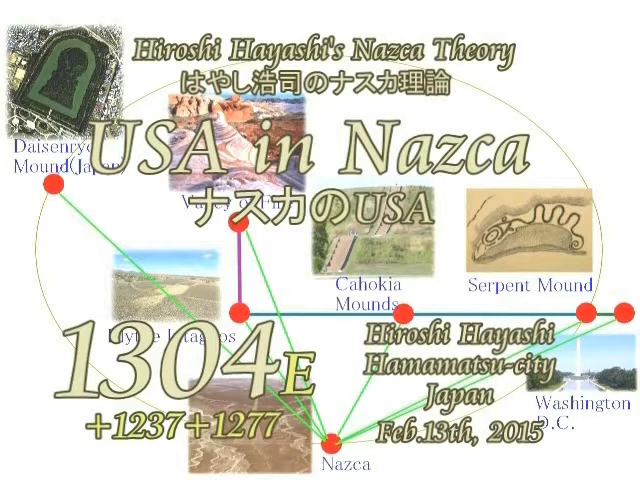 Hiroshi Hayashi's Nazca Theory
はやし浩司のナスカ理論
USA in Nazca
ナスカのUSA
Mound(Japan)
Cahokia
Mounds
Serpent Mound
1304E
+1237+1277
Hiroshi Hayashi
Hamamatsu-city
Japan
Feb.13th, 2015
Washington
D.C.
Nazca